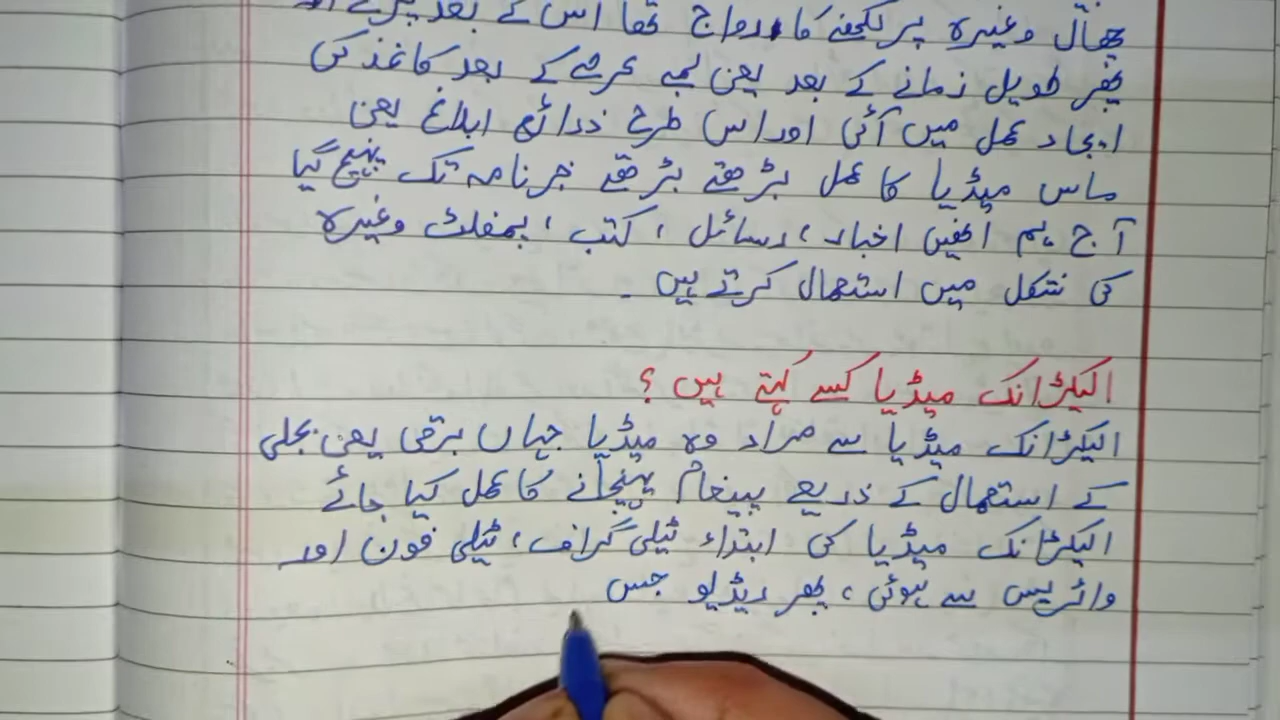 چھال وغیرہ پر لکھنے کا رواج تھا اس کے بعد
پھر طویل زمانے کے بعد یعنی لمبے عرصے کے بعد کاغذ کی
ایجاد عمل میں آئی اور اس طرح ذرائع ابلاغ یعنی
ماس میڈیا کا عمل بڑھتے بڑھتے خبرنامہ تک پہنچ گیا
آج ہم انھیں اخبار، رسائل، کتب، پمفلٹ وغیرہ
کی شکل میں استعمال کرتے ہیں۔
الیکڑانک میڈیا کسے کہتے ہیں؟
الیکڑانک میڈیا سے مراد وہ میڈیا جہاں برقی یعنی بجلی
کے استعمال کے ذریعے پیغام پہنچانے کا عمل کیا جائے
الیکڑانک میڈیا کی ابتداء ٹیلی گراف، ٹیلی فون اور
وائرلیس سے ہوئی، پھر ریڈیو جس